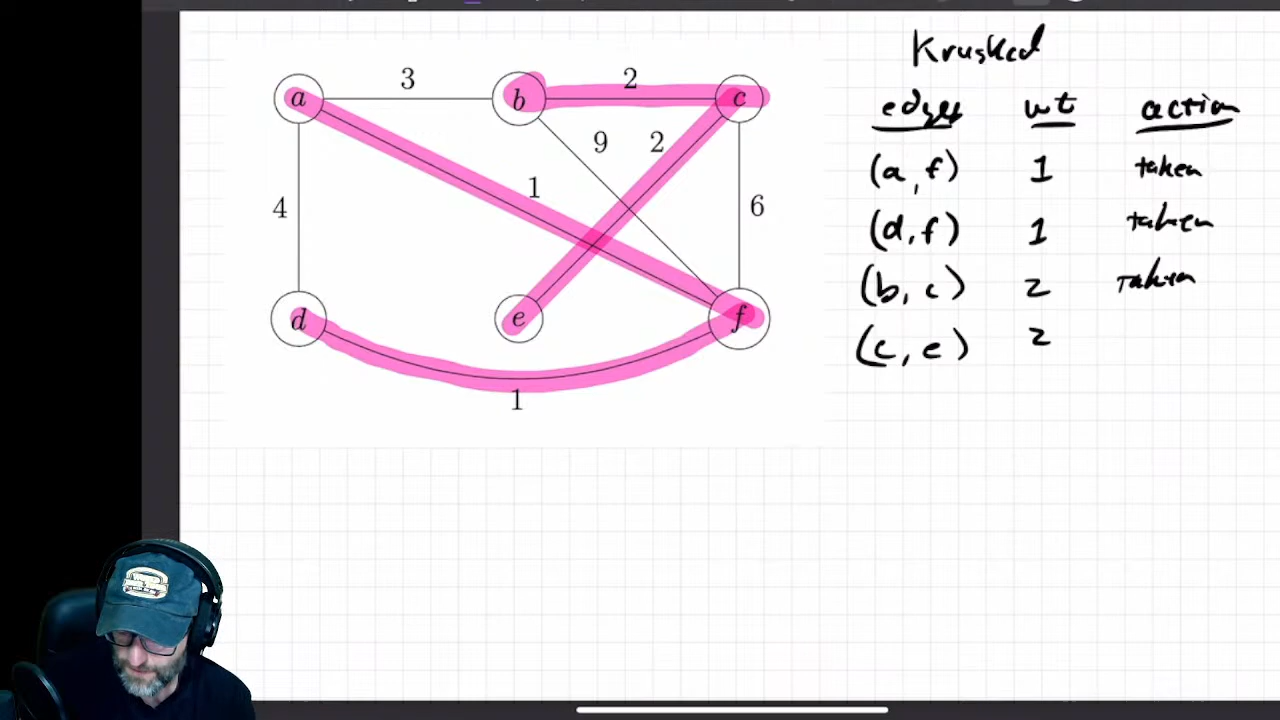 Kruskal
edges wt action
(a, f) 1 taken
(d, f) 1 taken
(b, c) 2 taken
(c, e) 2
a 3 b 2 c
9 2
1
4 6
d e f
1